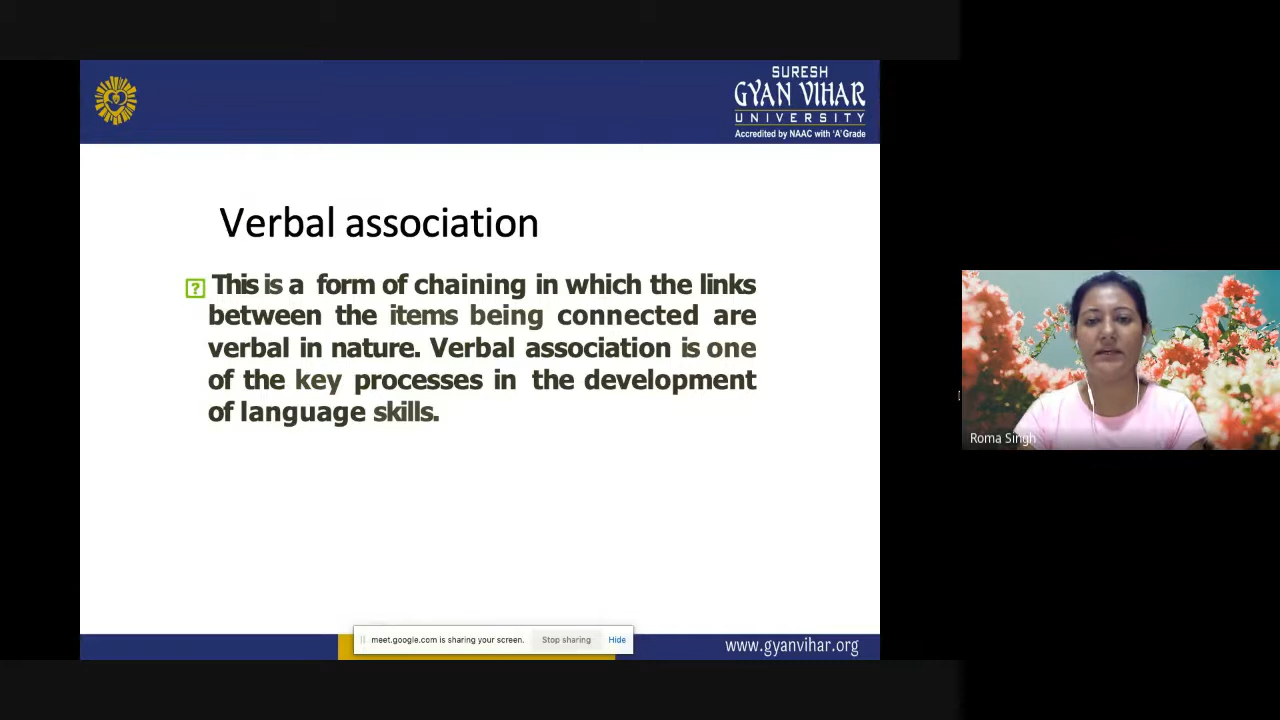 SURESH
GYAN VIHAR
UNIVERSITY
Accredited by NAAC with 'A' Grade
Verbal association
? This is a form of chaining in which the links
between the items being connected are
verbal in nature. Verbal association is one
of the key processes in the development
of language skills.
Roma Singh
meet.google.com is sharing your screen. Stop sharing Hide
www.gyanvihar.org